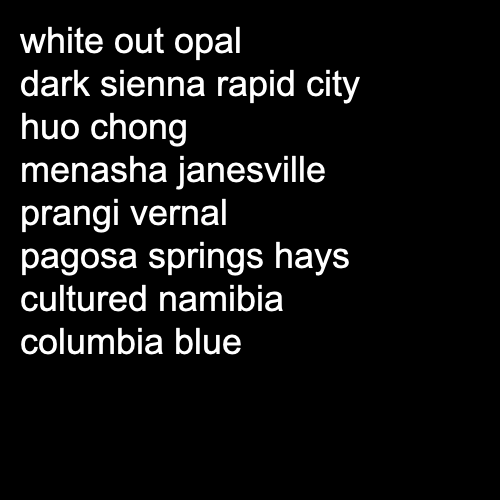 white out opal
dark sienna rapid city
huo chong
menasha janesville
prangi vernal
pagosa springs hays
cultured namibia
columbia blue